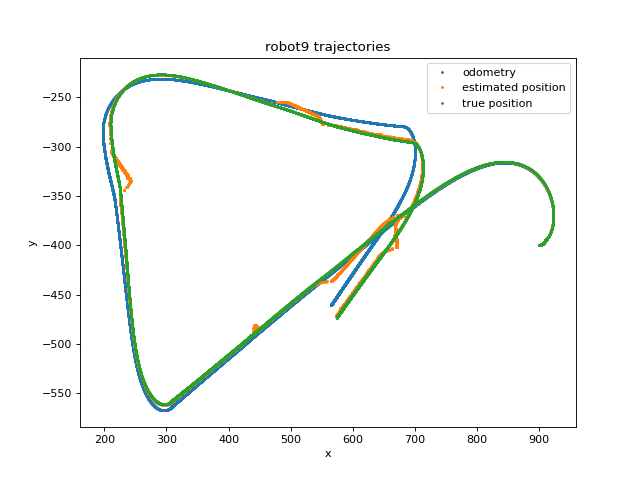 robot9 trajectories
odometry
estimated position
true position
−250
−300
−350
−400
−450
−500
−550
y
200 300 400 500 600 700 800 900
x